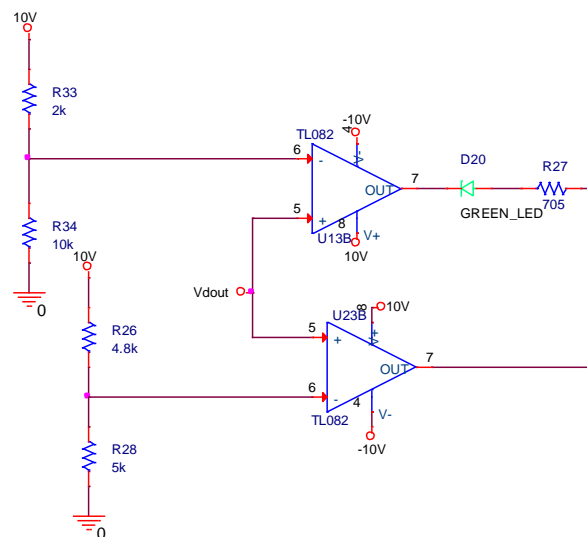 10V
R33
2k
-10V
TL082
4
V-
6
-
D20
R27
7
OUT
705
GREEN_LED
5
+
8
U13B
V+
10V
R34
10k
10V
0
Vdout
U23B
8
10V
V+
R26
4.8k
5
+
7
OUT
6
-
4
V-
TL082
-10V
R28
5k
0